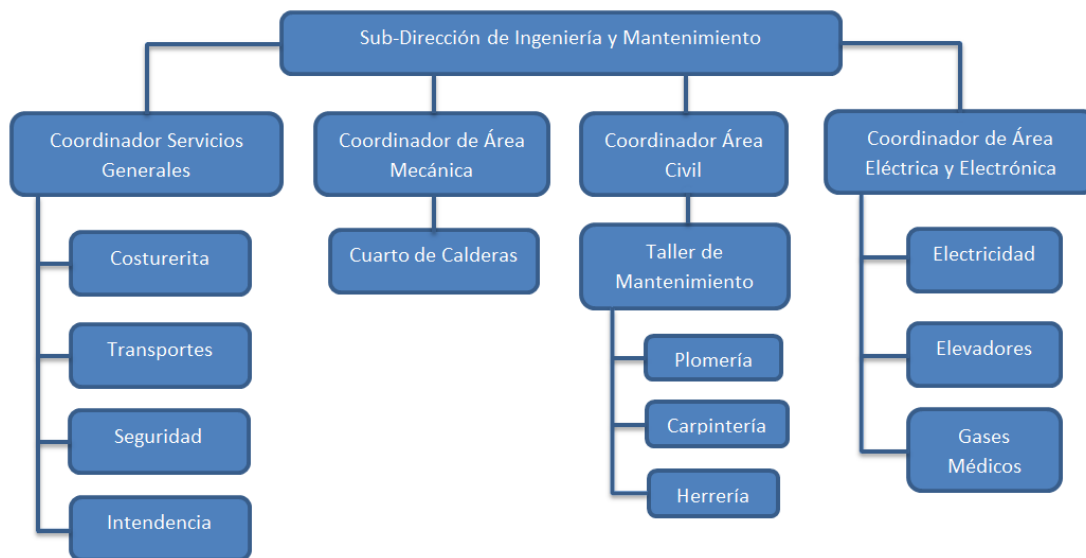 Sub-Dirección de Ingeniería y Mantenimiento
Coordinador Servicios
Generales
Coordinador de Área
Mecánica
Coordinador Área
Civil
Coordinador de Área
Eléctrica y Electrónica
Costurerita
Transportes
Seguridad
Intendencia
Cuarto de Calderas
Taller de
Mantenimiento
Plomería
Carpintería
Herrería
Electricidad
Elevadores
Gases
Médicos